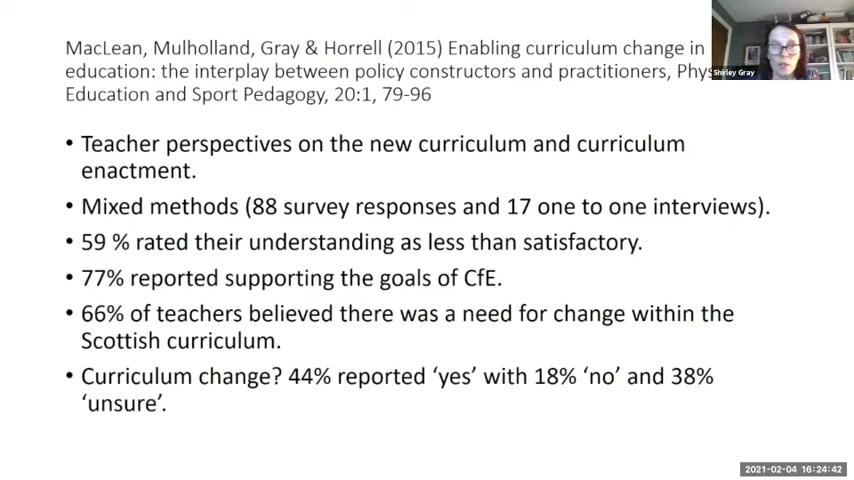 MacLean, Mulholland, Gray & Horrell (2015) Enabling curriculum change in
education: the interplay between policy constructors and practitioners, Phys
Education and Sport Pedagogy, 20:1, 79-96
Shirley Gray
• Teacher perspectives on the new curriculum and curriculum
enactment.
• Mixed methods (88 survey responses and 17 one to one interviews).
• 59 % rated their understanding as less than satisfactory.
• 77% reported supporting the goals of CfE.
• 66% of teachers believed there was a need for change within the
Scottish curriculum.
• Curriculum change? 44% reported ‘yes’ with 18% ‘no’ and 38%
‘unsure’.
2021-02-04 16:24:42